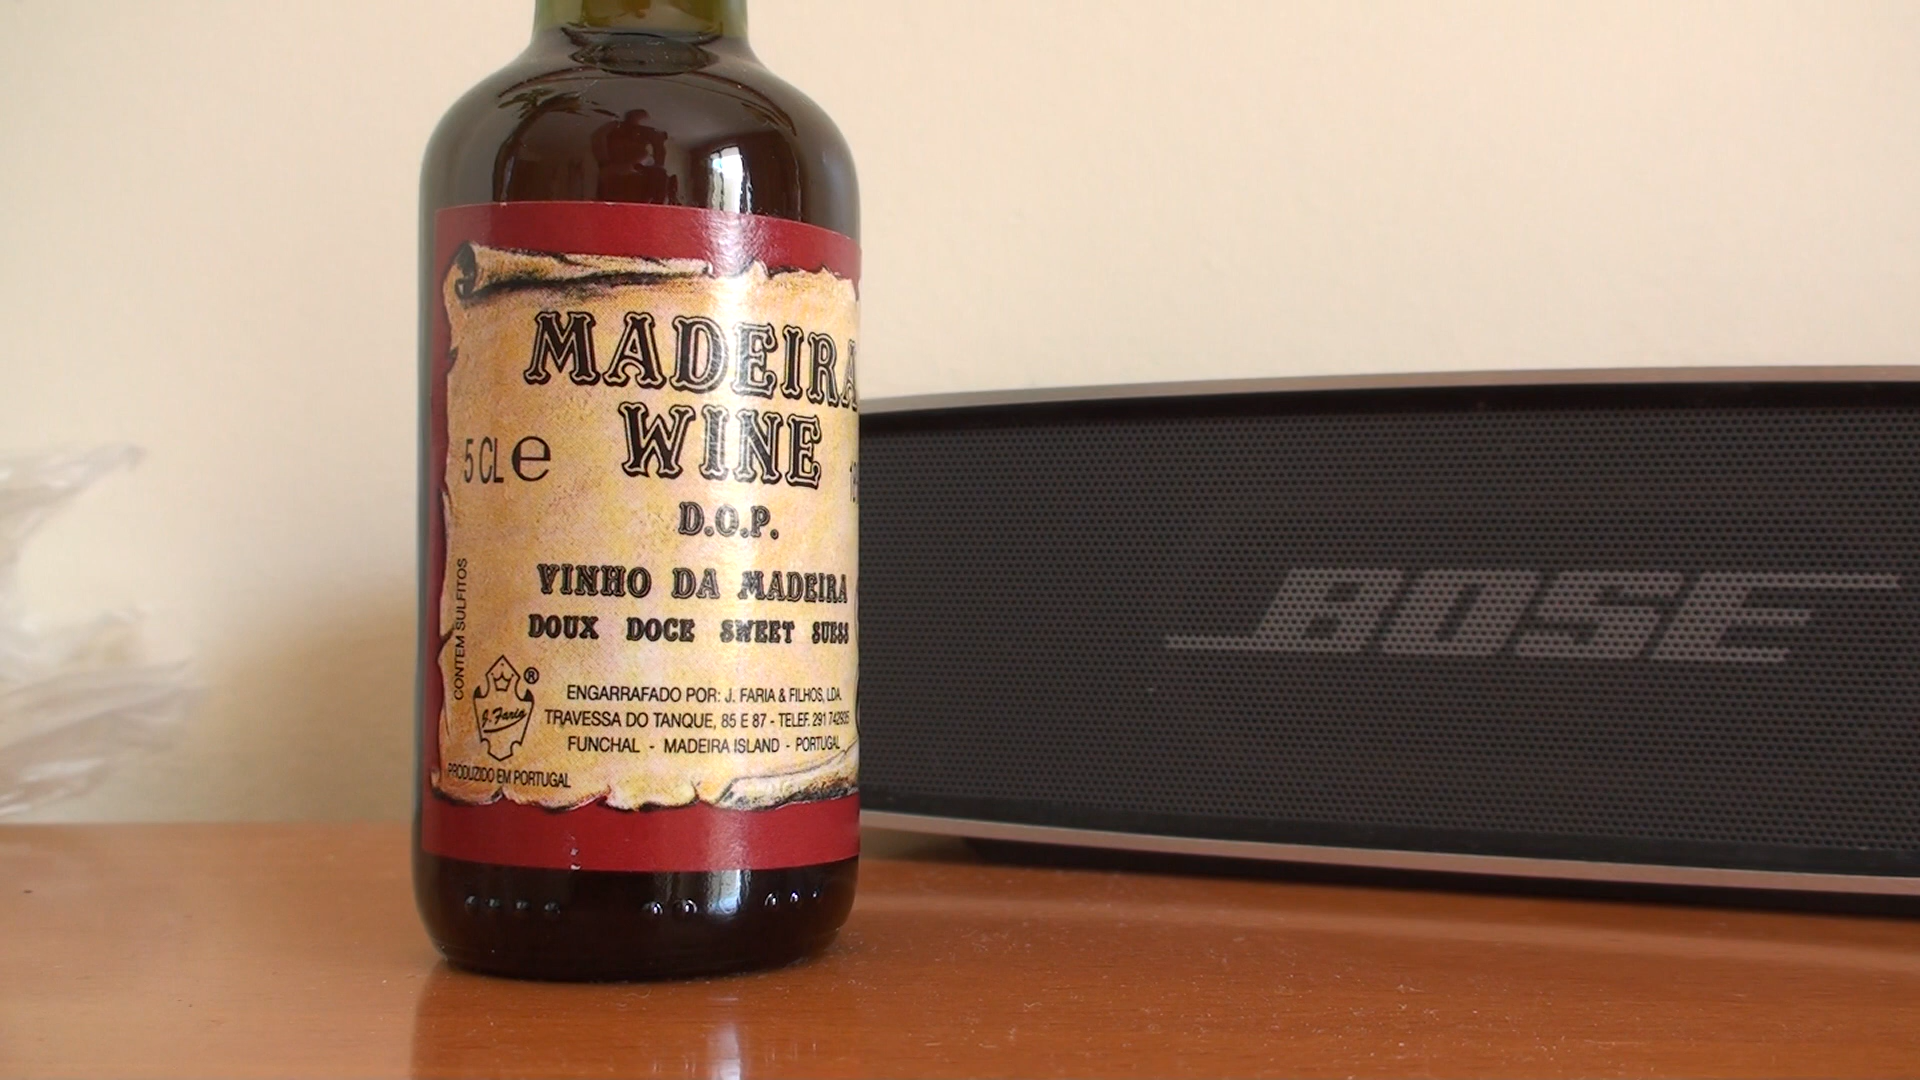 MADEIRA
WINE
5 CL e
D.O.P.
VINHO DA MADEIRA
DOUX DOCE SWEET SUESS
CONTEM SULFITOS
®
J. Faria
ENGARRAFADO POR: J. FARIA & FILHOS, LDA.
TRAVESSA DO TANQUE, 85 E 87 - TELEF. 291 742935
FUNCHAL - MADEIRA ISLAND - PORTUGAL
PRODUZIDO EM PORTUGAL
BOSE